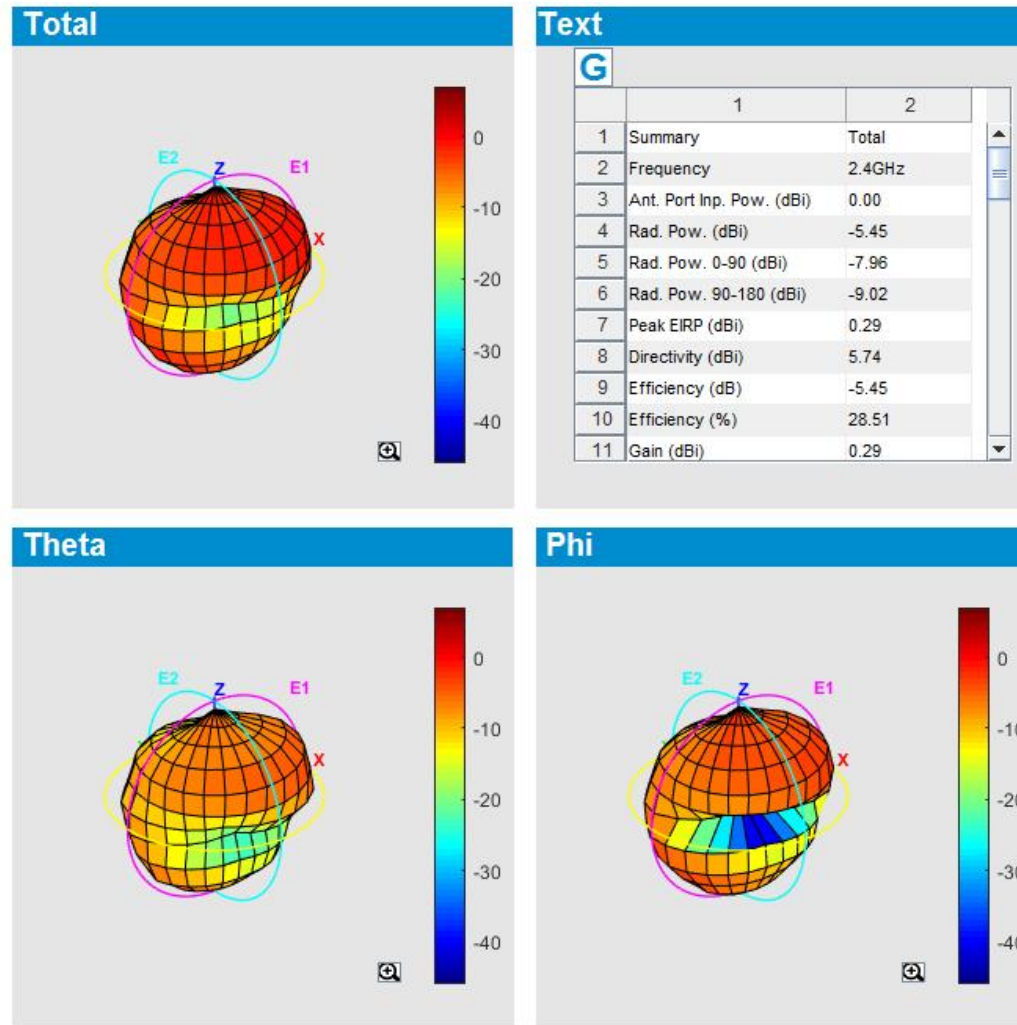 Total
E2
Z
E1
X
0
-10
-20
-30
-40
Text
G
1 2
1 Summary Total
2 Frequency 2.4GHz
3 Ant. Port Inp. Pow. (dBi) 0.00
4 Rad. Pow. (dBi) -5.45
5 Rad. Pow. 0-90 (dBi) -7.96
6 Rad. Pow. 90-180 (dBi) -9.02
7 Peak EIRP (dBi) 0.29
8 Directivity (dBi) 5.74
9 Efficiency (dB) -5.45
10 Efficiency (%) 28.51
11 Gain (dBi) 0.29
Theta
E2
Z
E1
X
0
-10
-20
-30
-40
Phi
E2
Z
E1
X
0
-10
-20
-30
-40